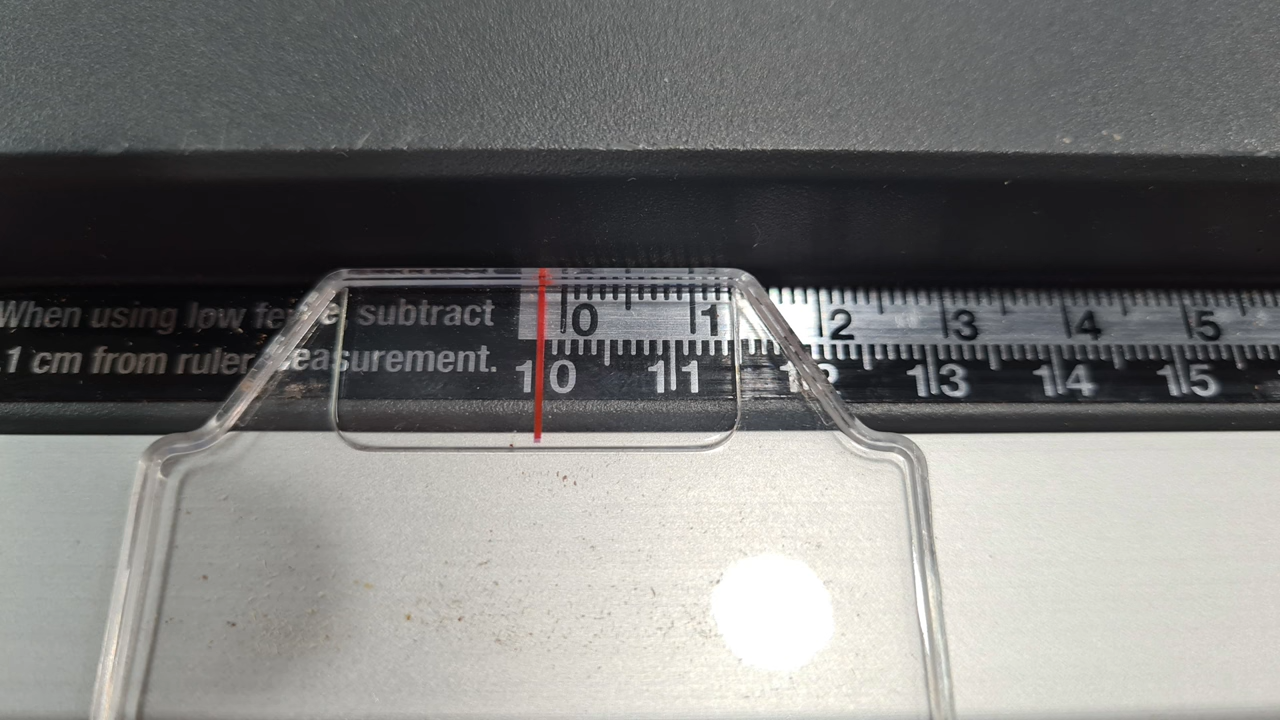 When using low fence subtract
.1 cm from ruler measurement.
0 1 2 3 4 5
10 11 12 13 14 15